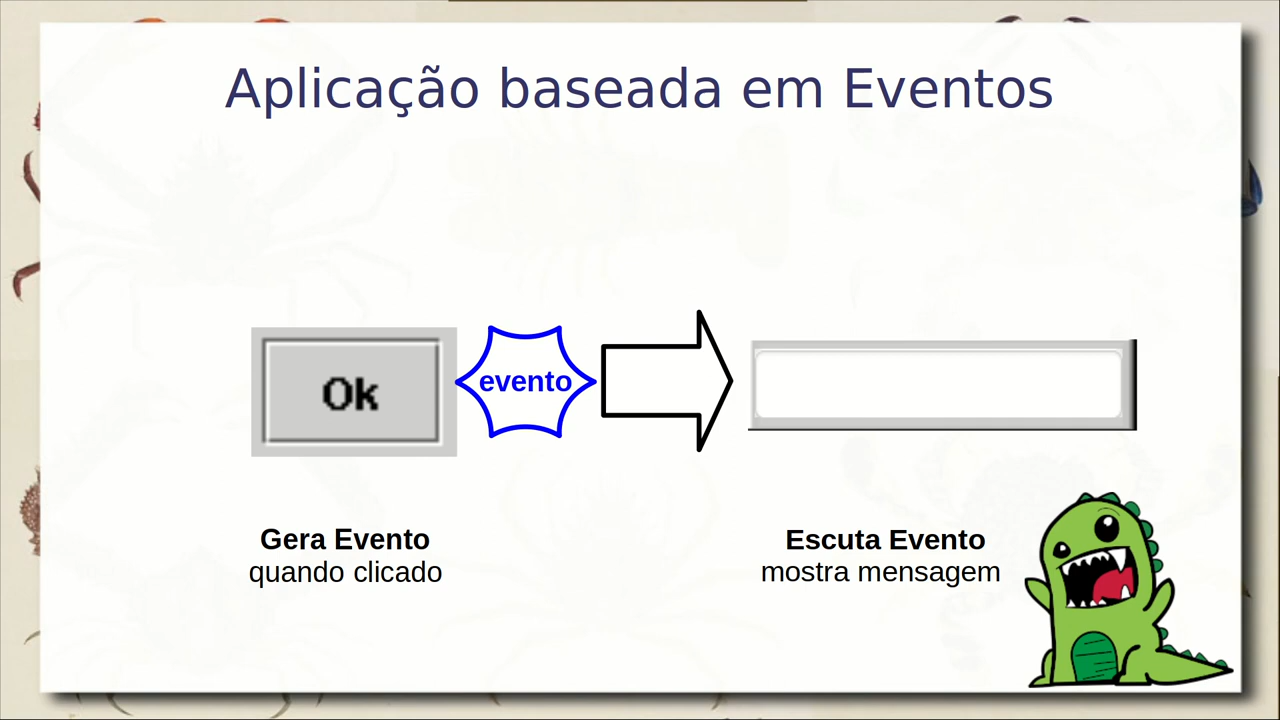 Aplicação baseada em Eventos
Ok
evento
Gera Evento
quando clicado
Escuta Evento
mostra mensagem